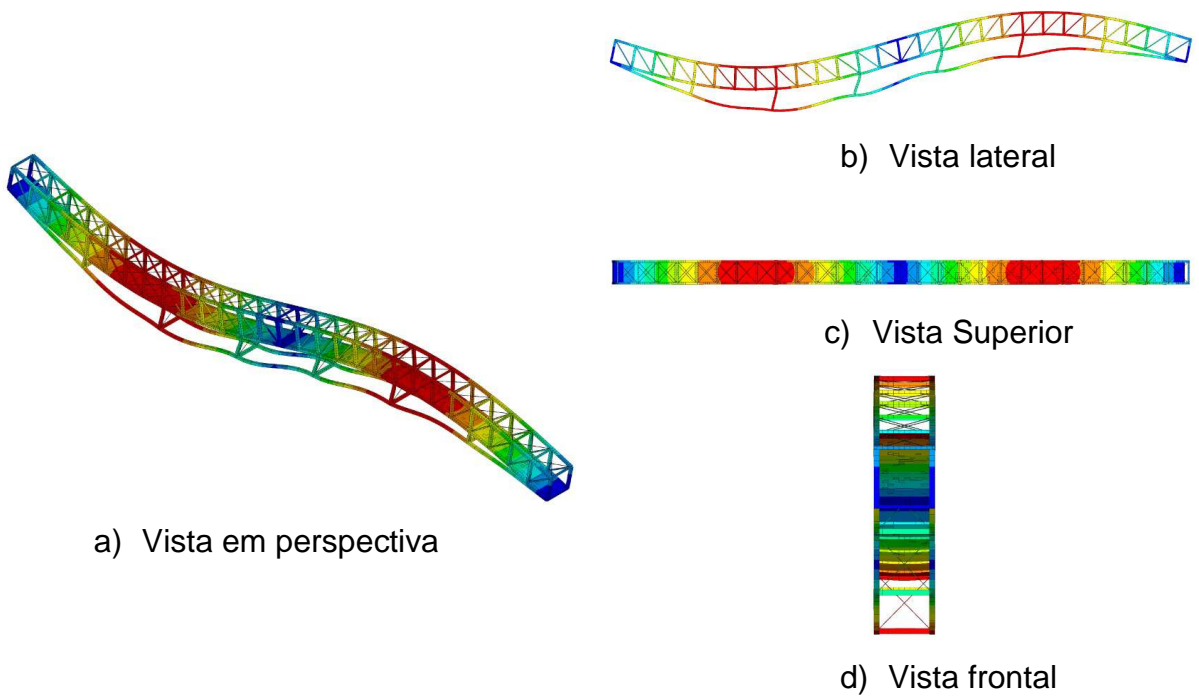 b) Vista lateral
c) Vista Superior
a) Vista em perspectiva
d) Vista frontal